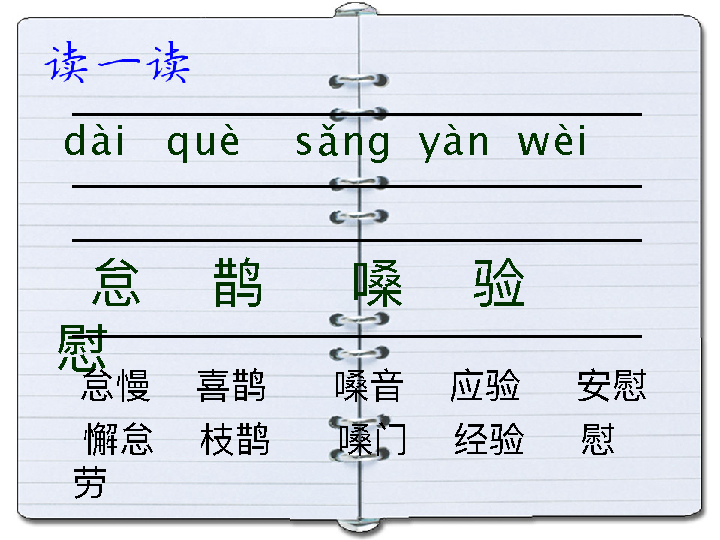 读一读
dài què sǎng yàn wèi
怠 鹊 嗓 验
慰
怠慢 喜鹊 嗓音 应验 安慰
懈怠 枝鹊 嗓门 经验 慰
劳